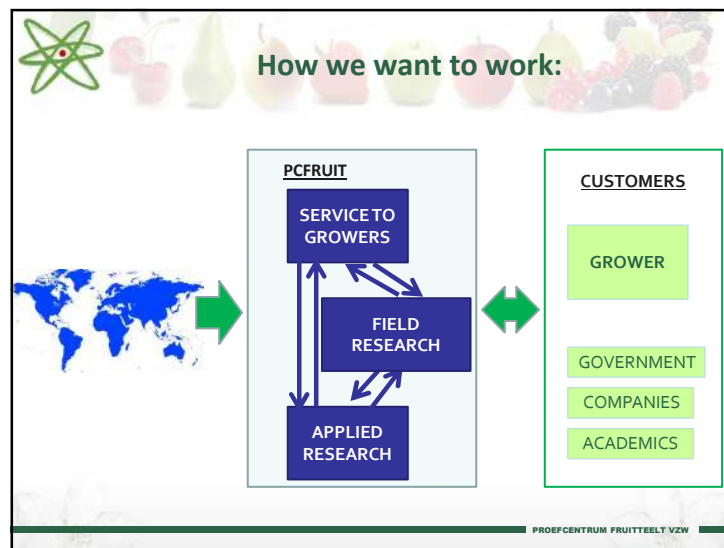 How we want to work:
PCFRUIT
SERVICE TO
GROWERS
FIELD
RESEARCH
APPLIED
RESEARCH
CUSTOMERS
GROWER
GOVERNMENT
COMPANIES
ACADEMICS
PROEFCENTRUM FRUITTEELT VZW